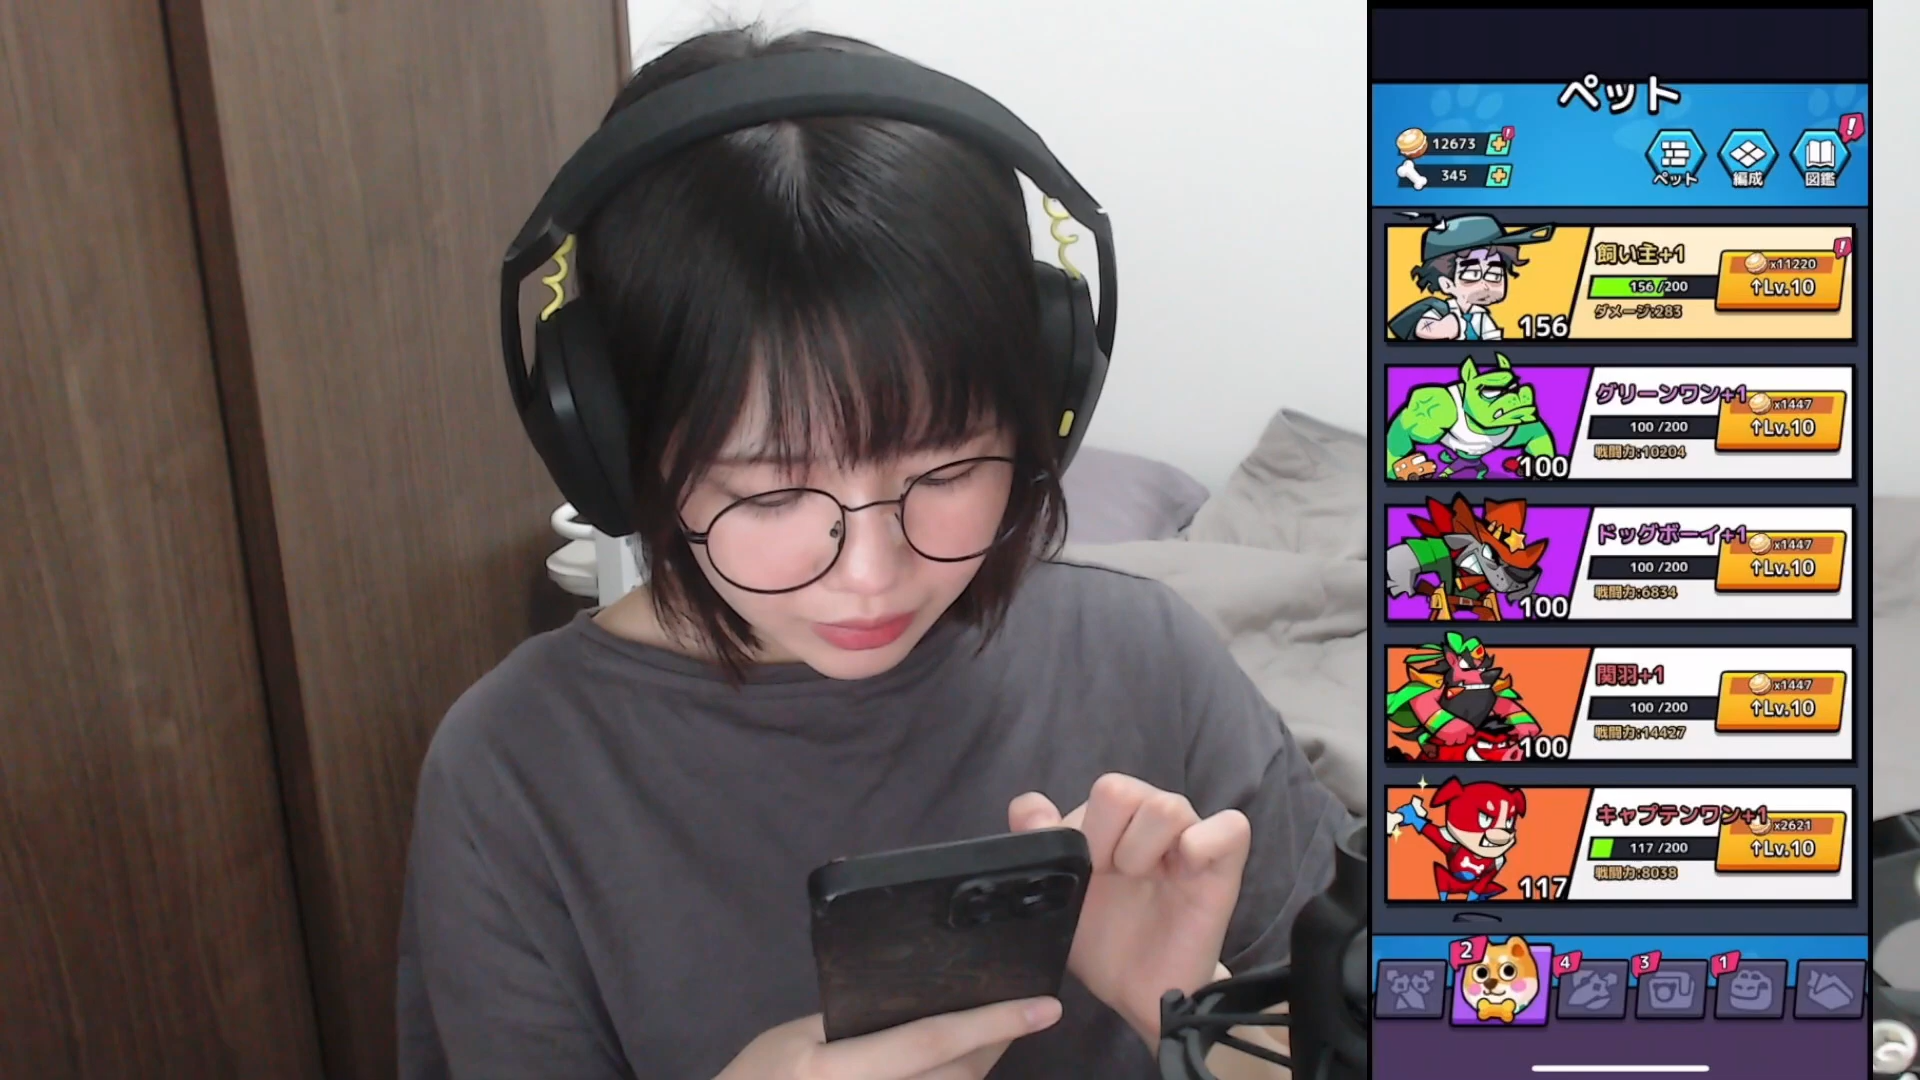 ペット
12673
345
ペット
編成
図鑑
飼い主+1
x11220
156/200
↑Lv.10
ダメージ:283
156
グリーンワン+1
x1447
100/200
↑Lv.10
戦闘力:10204
100
ドッグボーイ+1
x1447
100/200
↑Lv.10
戦闘力:6834
100
関羽+1
x1447
100/200
↑Lv.10
戦闘力:14427
100
キャプテンワン+1
x2621
117/200
↑Lv.10
戦闘力:8038
117
2
4
3
1